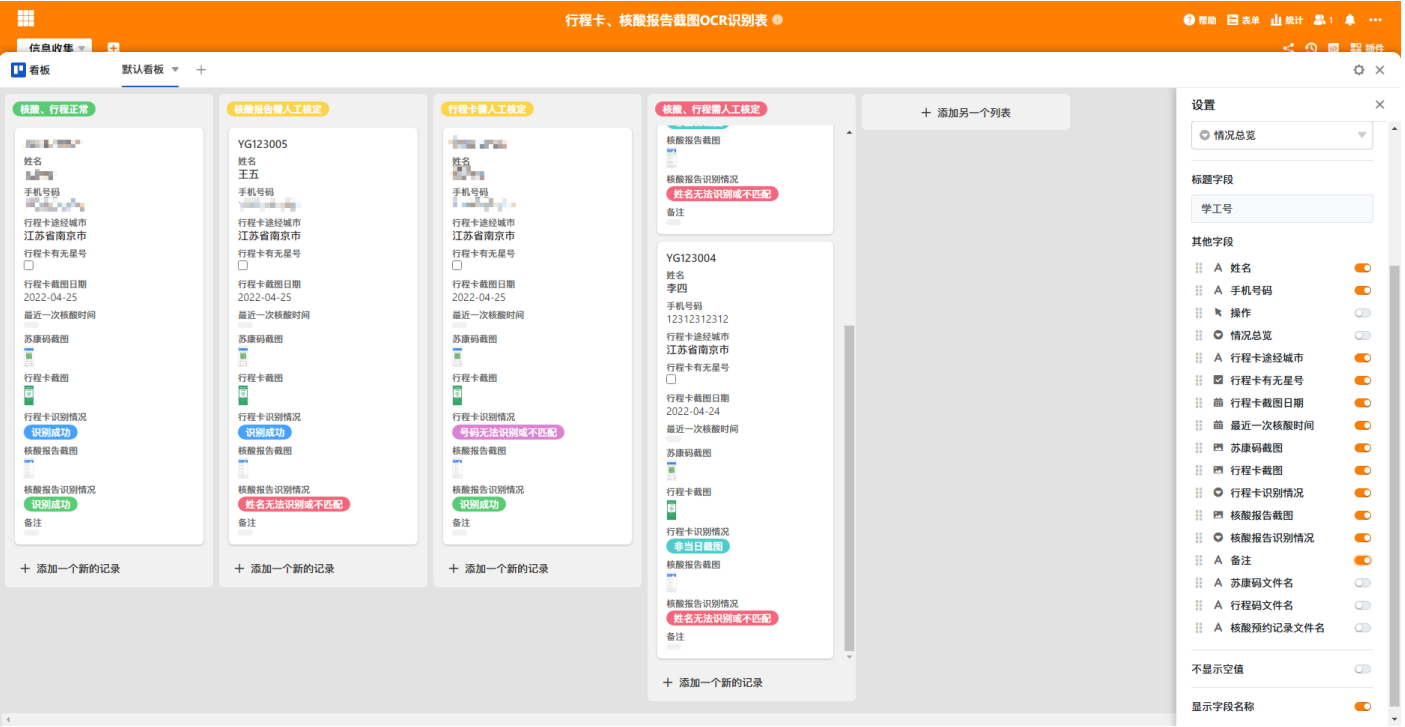 行程卡、核酸报告截图OCR识别表
帮助 表单 统计 1
信息收集
插件
看板
默认看板
核酸、行程正常
姓名
手机号码
行程卡途经城市
江苏省南京市
行程卡有无星号
行程卡截图日期
2022-04-25
最近一次核酸时间
苏康码截图
行程卡截图
行程卡识别情况
识别成功
核酸报告截图
核酸报告识别情况
识别成功
备注
添加一个新的记录
核酸报告需人工核定
YG123005
姓名
王五
手机号码
行程卡途经城市
江苏省南京市
行程卡有无星号
行程卡截图日期
2022-04-25
最近一次核酸时间
苏康码截图
行程卡截图
行程卡识别情况
识别成功
核酸报告截图
核酸报告识别情况
姓名无法识别或不匹配
备注
添加一个新的记录
行程卡需人工核定
姓名
手机号码
行程卡途经城市
江苏省南京市
行程卡有无星号
行程卡截图日期
2022-04-25
最近一次核酸时间
苏康码截图
行程卡截图
行程卡识别情况
号码无法识别或不匹配
核酸报告截图
核酸报告识别情况
识别成功
备注
添加一个新的记录
核酸、行程需人工核定
核酸报告截图
核酸报告识别情况
姓名无法识别或不匹配
备注
YG123004
姓名
李四
手机号码
12312312312
行程卡途经城市
江苏省南京市
行程卡有无星号
行程卡截图日期
2022-04-24
最近一次核酸时间
苏康码截图
行程卡截图
行程卡识别情况
非当日截图
核酸报告截图
核酸报告识别情况
姓名无法识别或不匹配
备注
添加一个新的记录
添加另一个列表
设置
情况总览
标题字段
学工号
其他字段
姓名
手机号码
操作
情况总览
行程卡途经城市
行程卡有无星号
行程卡截图日期
最近一次核酸时间
苏康码截图
行程卡截图
行程卡识别情况
核酸报告截图
核酸报告识别情况
备注
苏康码文件名
行程码文件名
核酸预约记录文件名
不显示空值
显示字段名称